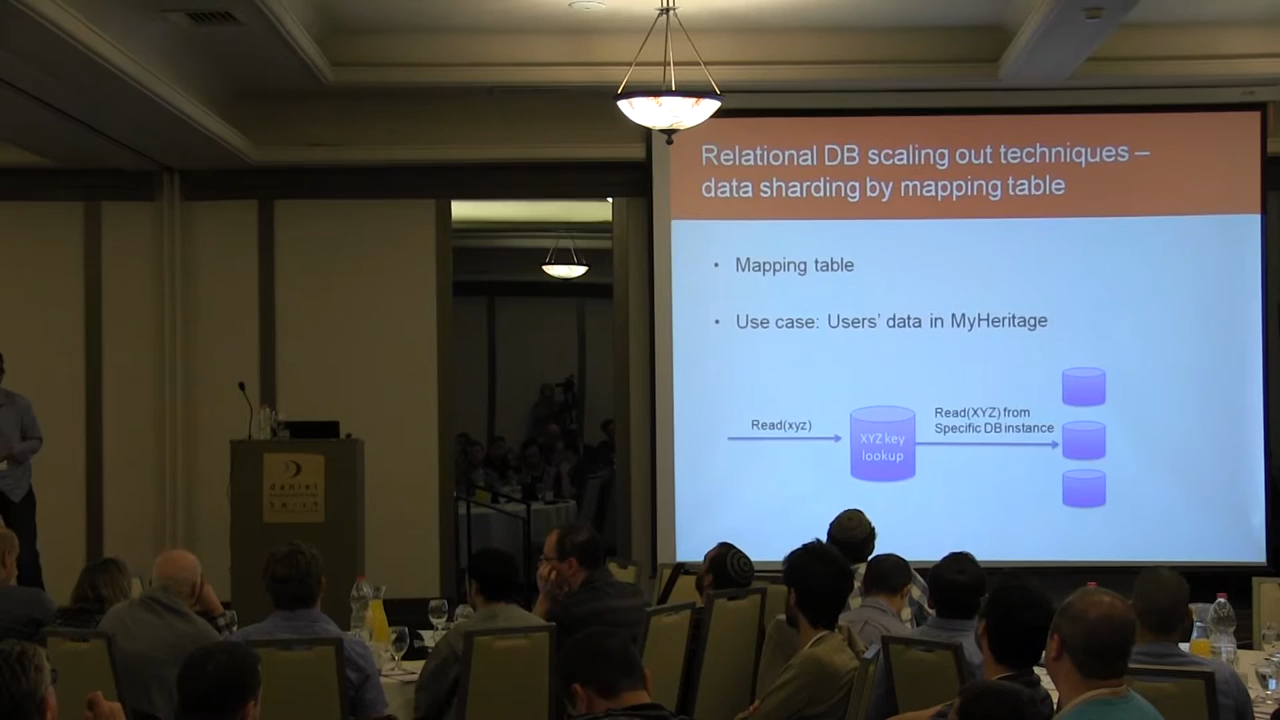 Relational DB scaling out techniques –
data sharding by mapping table
• Mapping table
• Use case: Users’ data in MyHeritage
Read(xyz)
XYZ key
lookup
Read(XYZ) from
Specific DB instance
daniel